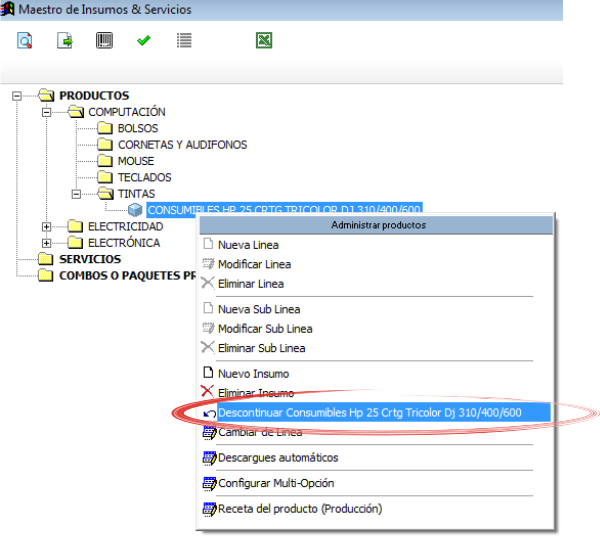 Maestro de Insumos & Servicios
PRODUCTOS
COMPUTACIÓN
BOLSOS
CORNETAS Y AUDIFONOS
MOUSE
TECLADOS
TINTAS
CONSUMIBLES HP 25 CRTG TRICOLOR DJ 310/400/600
ELECTRICIDAD
ELECTRÓNICA
SERVICIOS
COMBOS O PAQUETES PR
Administrar productos
Nueva Linea
Modificar Linea
Eliminar Linea
Nueva Sub Linea
Modificar Sub Linea
Eliminar Sub Linea
Nuevo Insumo
Eliminar Insumo
Descontinuar Consumibles Hp 25 Crtg Tricolor Dj 310/400/600
Cambiar de Linea
Descargues automáticos
Configurar Multi-Opción
Receta del producto (Producción)